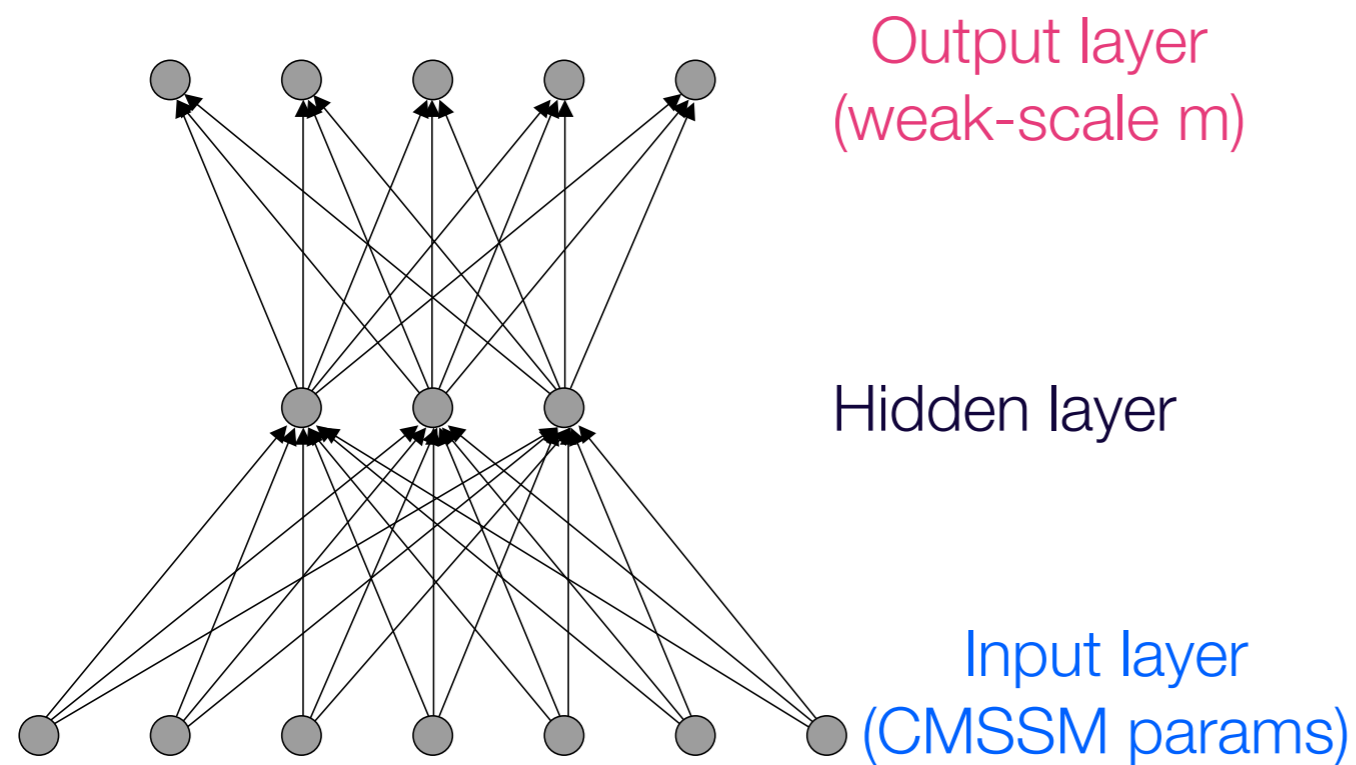 Output layer
(weak-scale m)
Hidden layer
Input layer
(CMSSM params)